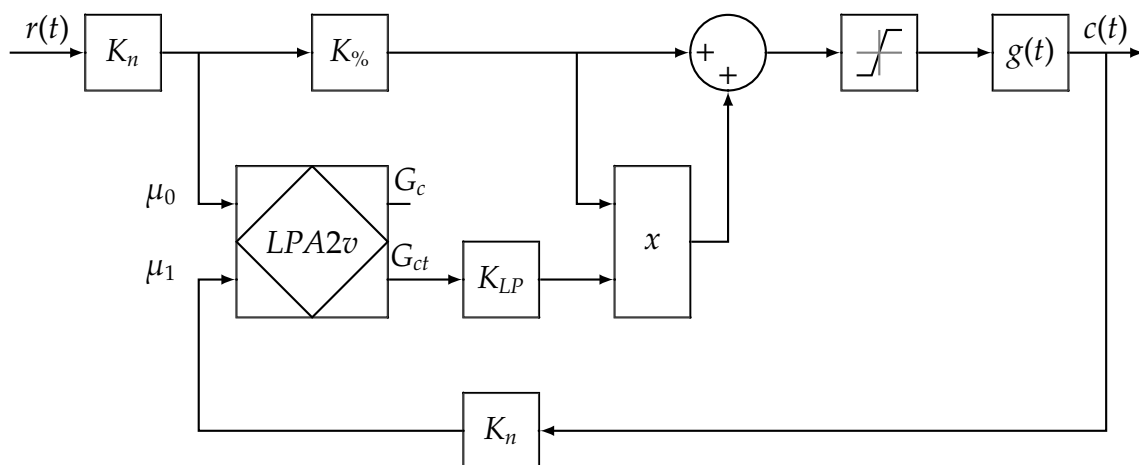 r(t)
K_n
K_%
+
+
g(t)
c(t)
μ_0
μ_1
LPA2v
G_c
G_ct
K_LP
x
K_n